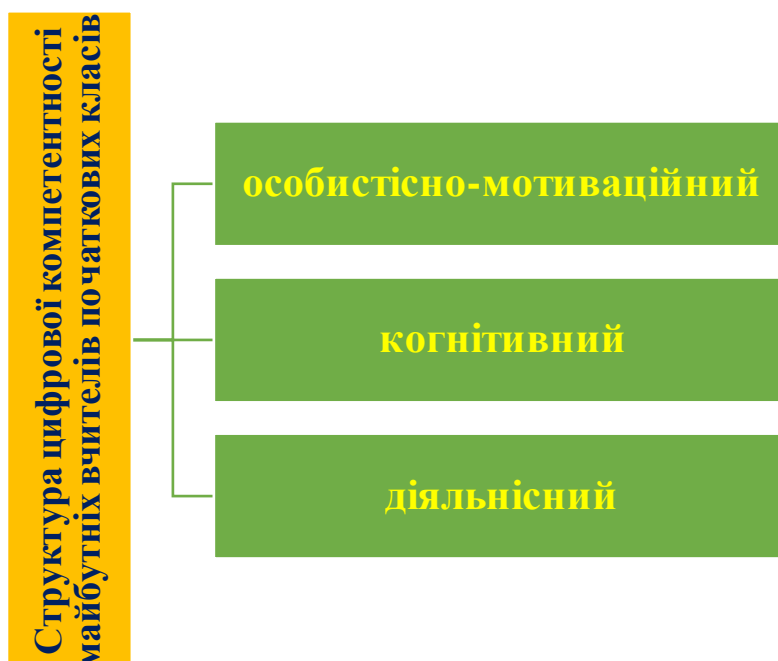 Структура цифрової компетентності
майбутніх вчителів початкових класів
особистісно-мотиваційний
когнітивний
діяльнісний